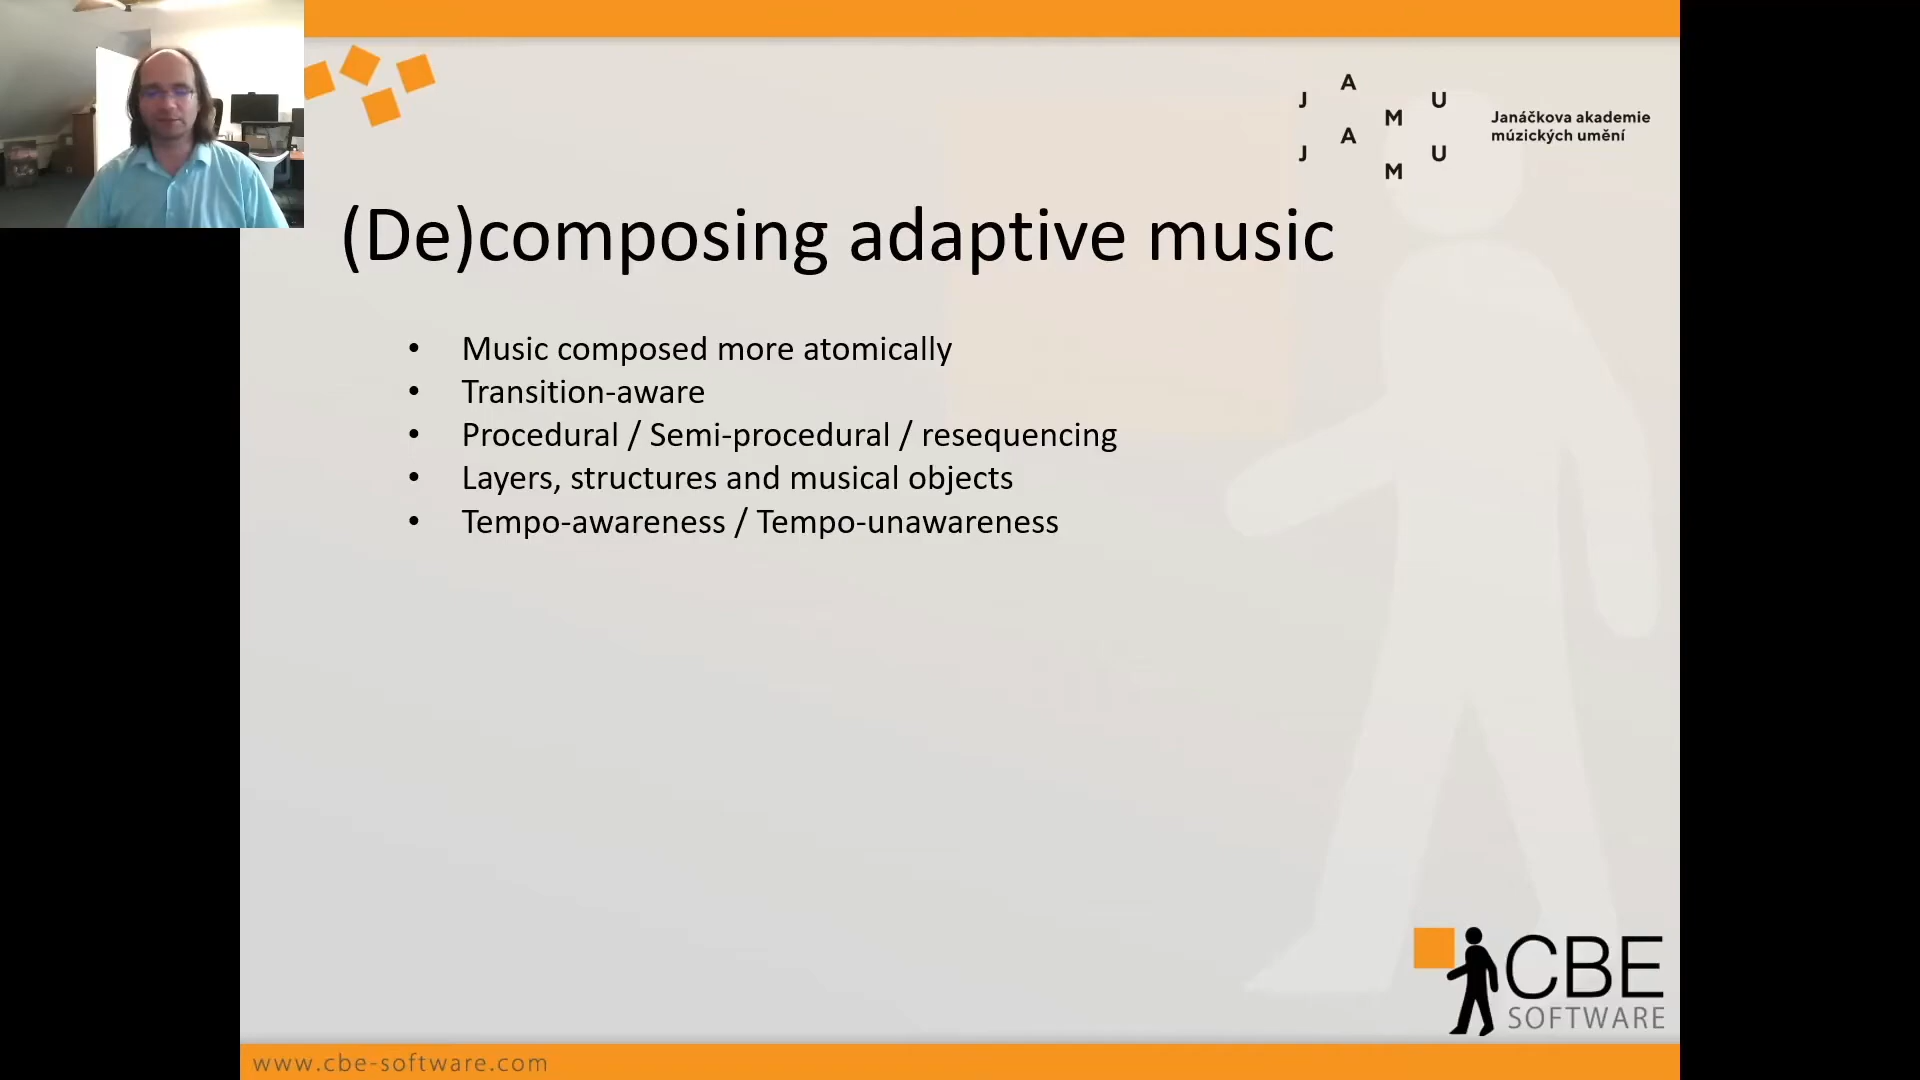 J A M U
J A M U
Janáčkova akademie
múzických umění
(De)composing adaptive music
• Music composed more atomically
• Transition-aware
• Procedural / Semi-procedural / resequencing
• Layers, structures and musical objects
• Tempo-awareness / Tempo-unawareness
CBE
SOFTWARE
www.cbe-software.com